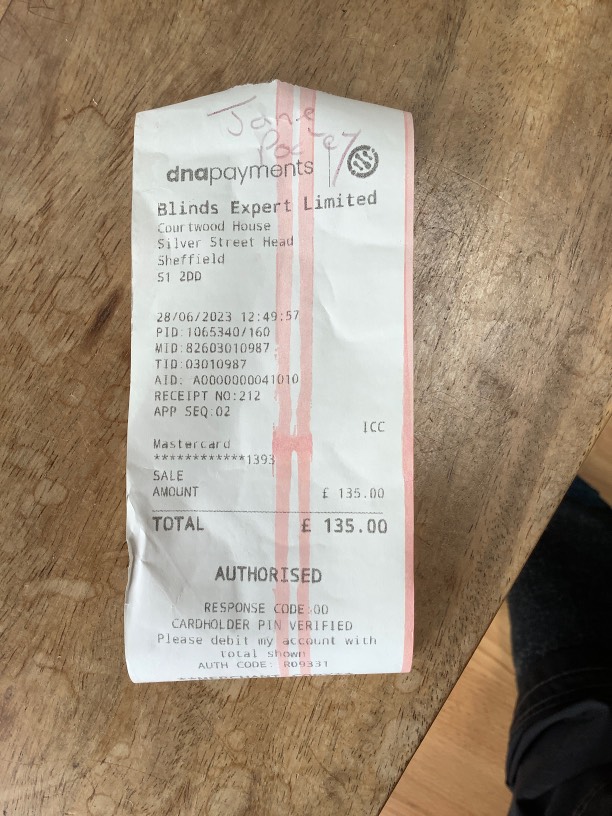 Jane
dnapayments
Blinds Expert Limited
Courtwood House
Silver Street Head
Sheffield
S1 2DD
28/06/2023 12:49:57
PID:1065340/160
MID:82603010987
TID:03010987
AID: A0000000041010
RECEIPT NO:212
APP SEQ:02
ICC
Mastercard
************1393
SALE
AMOUNT £ 135.00
TOTAL £ 135.00
AUTHORISED
RESPONSE CODE:00
CARDHOLDER PIN VERIFIED
Please debit my account with
total shown
AUTH CODE: R09331